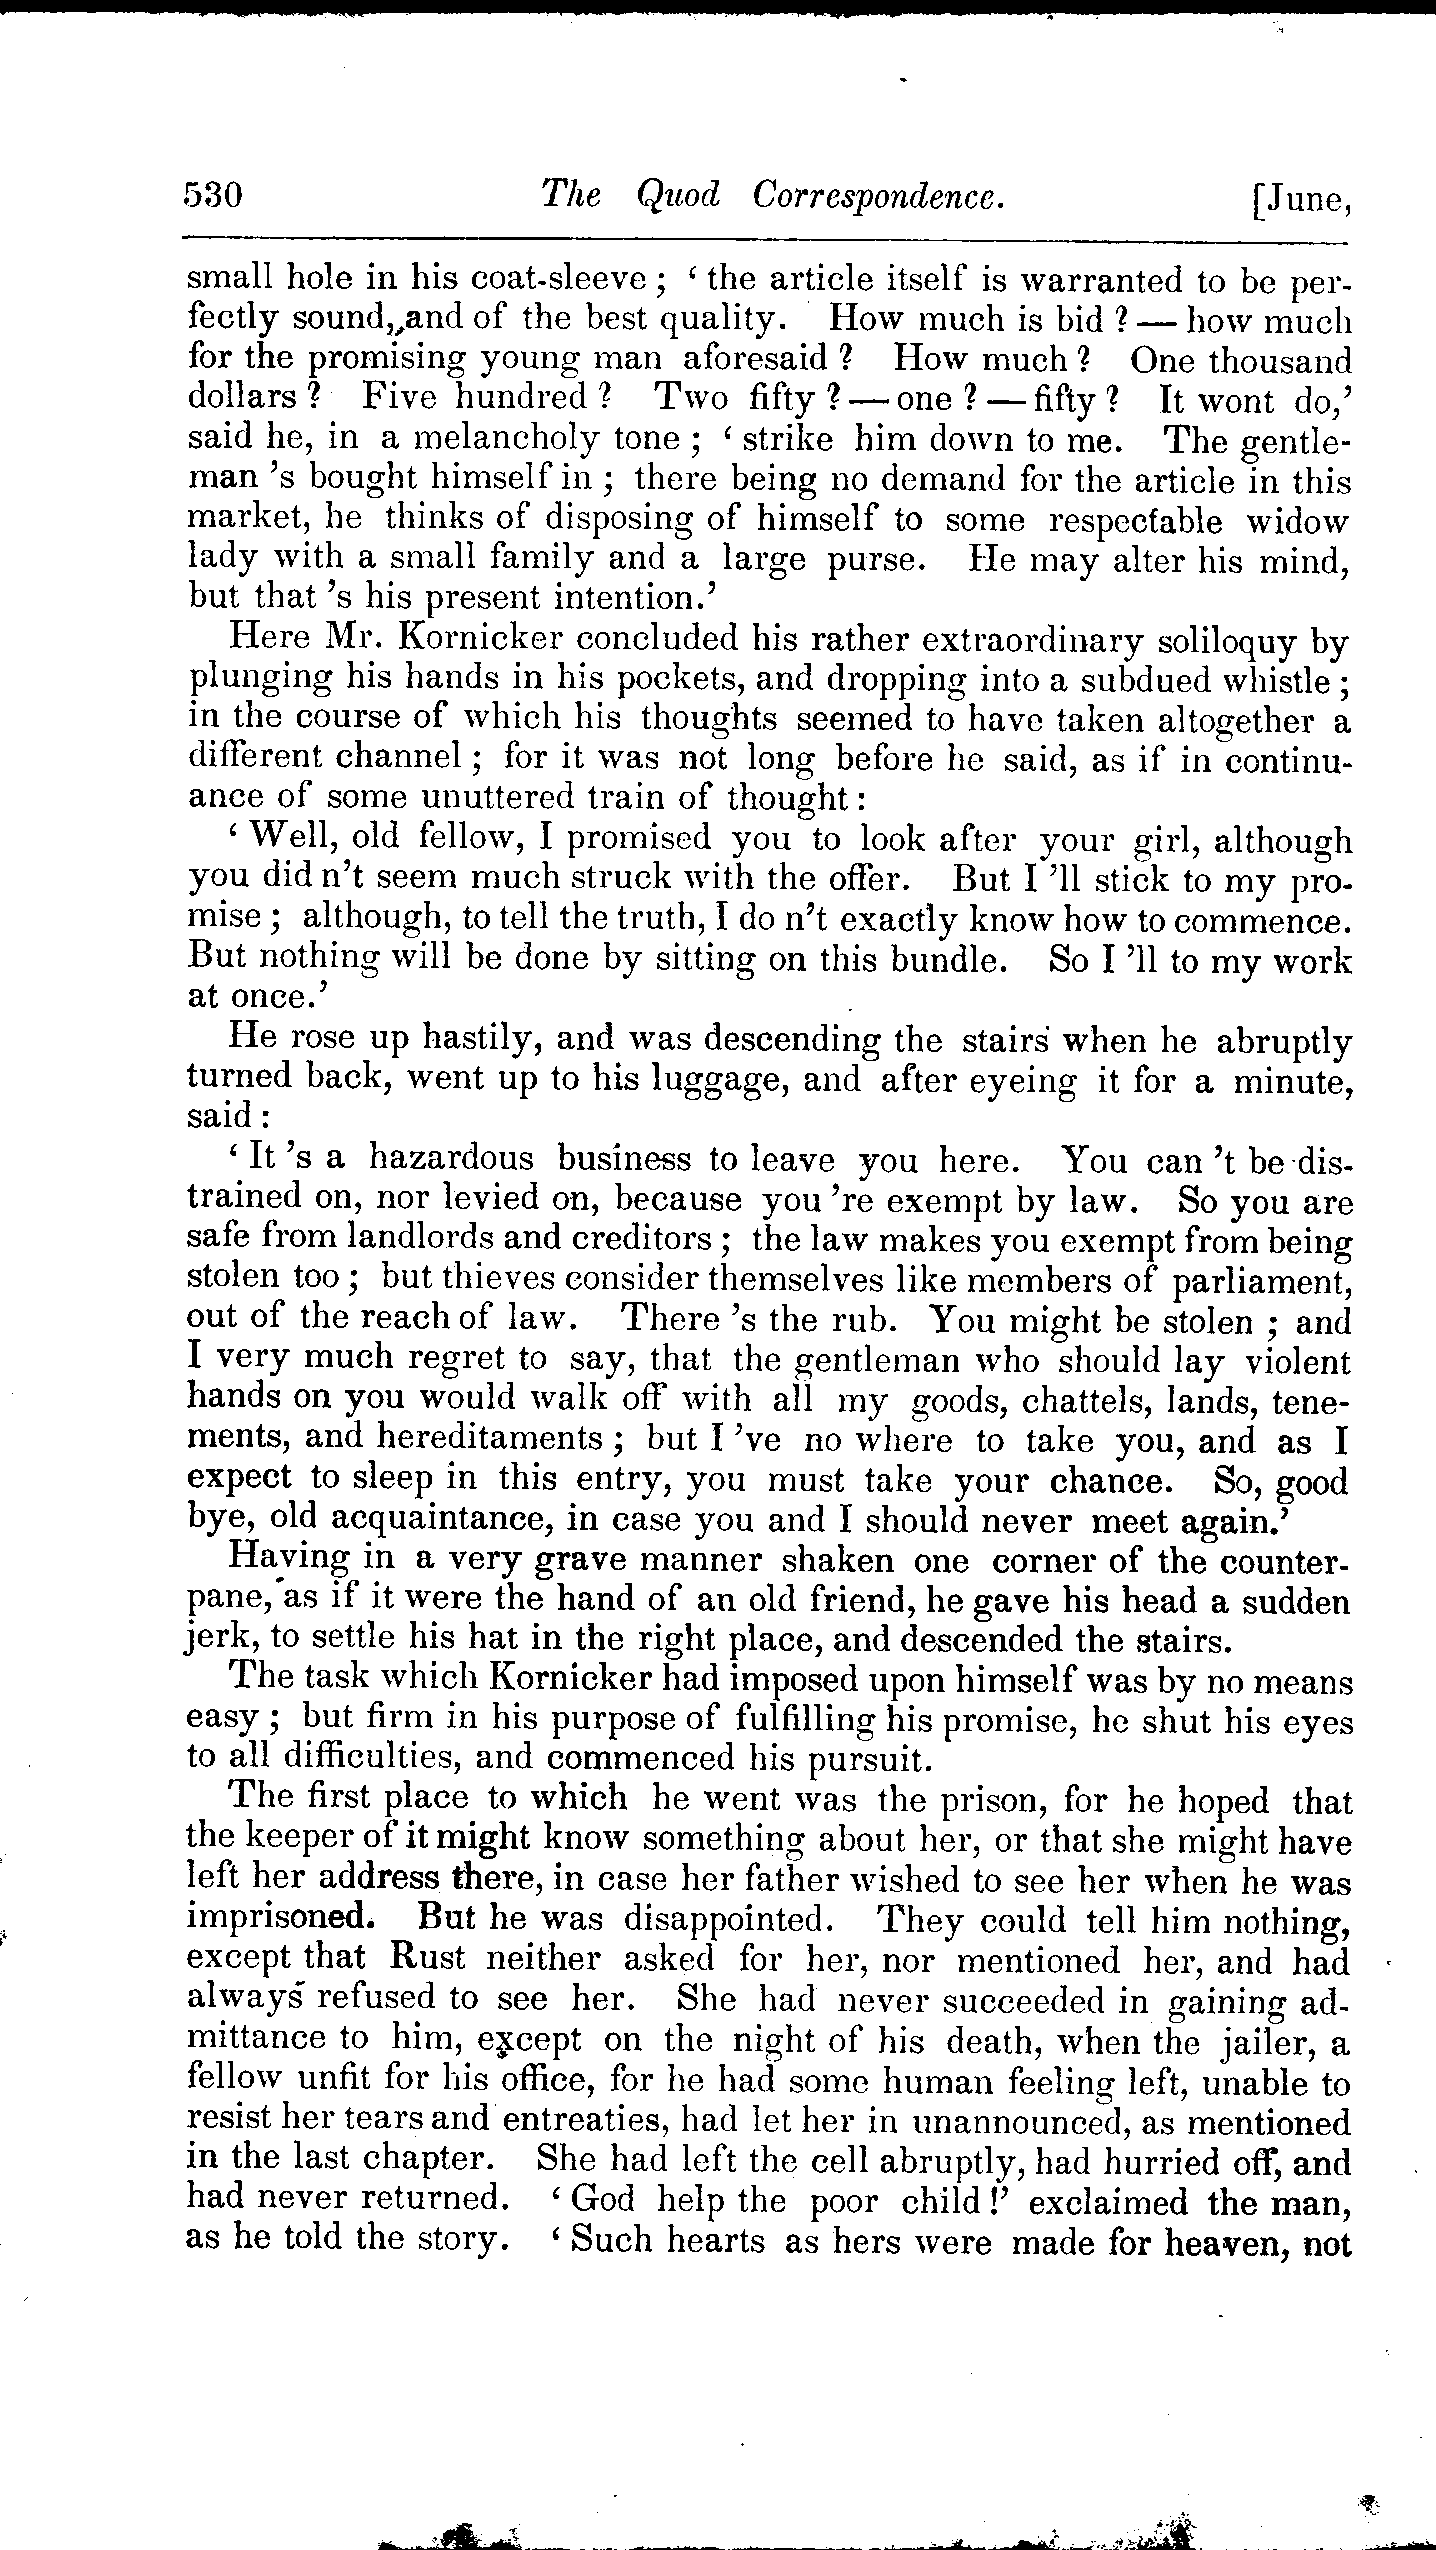 530 The Quod Correspondence. [June,
small hole in his coat-sleeve ; ‘ the article itself is warranted to be per-
fectly sound, and of the best quality. How much is bid ? — how much
for the promising young man aforesaid ? How much ? One thousand
dollars ? Five hundred ? Two fifty ? — one ? — fifty ? It wont do,’
said he, in a melancholy tone ; ‘ strike him down to me. The gentle-
man ’s bought himself in ; there being no demand for the article in this
market, he thinks of disposing of himself to some respectable widow
lady with a small family and a large purse. He may alter his mind,
but that ’s his present intention.’
Here Mr. Kornicker concluded his rather extraordinary soliloquy by
plunging his hands in his pockets, and dropping into a subdued whistle ;
in the course of which his thoughts seemed to have taken altogether a
different channel ; for it was not long before he said, as if in continu-
ance of some unuttered train of thought :
‘ Well, old fellow, I promised you to look after your girl, although
you did n’t seem much struck with the offer. But I ’ll stick to my pro-
mise ; although, to tell the truth, I do n’t exactly know how to commence.
But nothing will be done by sitting on this bundle. So I ’ll to my work
at once.’
He rose up hastily, and was descending the stairs when he abruptly
turned back, went up to his luggage, and after eyeing it for a minute,
said :
‘ It ’s a hazardous business to leave you here. You can ’t be dis-
trained on, nor levied on, because you ’re exempt by law. So you are
safe from landlords and creditors ; the law makes you exempt from being
stolen too ; but thieves consider themselves like members of parliament,
out of the reach of law. There ’s the rub. You might be stolen ; and
I very much regret to say, that the gentleman who should lay violent
hands on you would walk off with all my goods, chattels, lands, tene-
ments, and hereditaments ; but I ’ve no where to take you, and as I
expect to sleep in this entry, you must take your chance. So, good
bye, old acquaintance, in case you and I should never meet again.’
Having in a very grave manner shaken one corner of the counter-
pane, as if it were the hand of an old friend, he gave his head a sudden
jerk, to settle his hat in the right place, and descended the stairs.
The task which Kornicker had imposed upon himself was by no means
easy ; but firm in his purpose of fulfilling his promise, he shut his eyes
to all difficulties, and commenced his pursuit.
The first place to which he went was the prison, for he hoped that
the keeper of it might know something about her, or that she might have
left her address there, in case her father wished to see her when he was
imprisoned. But he was disappointed. They could tell him nothing,
except that Rust neither asked for her, nor mentioned her, and had
always refused to see her. She had never succeeded in gaining ad-
mittance to him, except on the night of his death, when the jailer, a
fellow unfit for his office, for he had some human feeling left, unable to
resist her tears and entreaties, had let her in unannounced, as mentioned
in the last chapter. She had left the cell abruptly, had hurried off, and
had never returned. ‘ God help the poor child !’ exclaimed the man,
as he told the story. ‘ Such hearts as hers were made for heaven, not